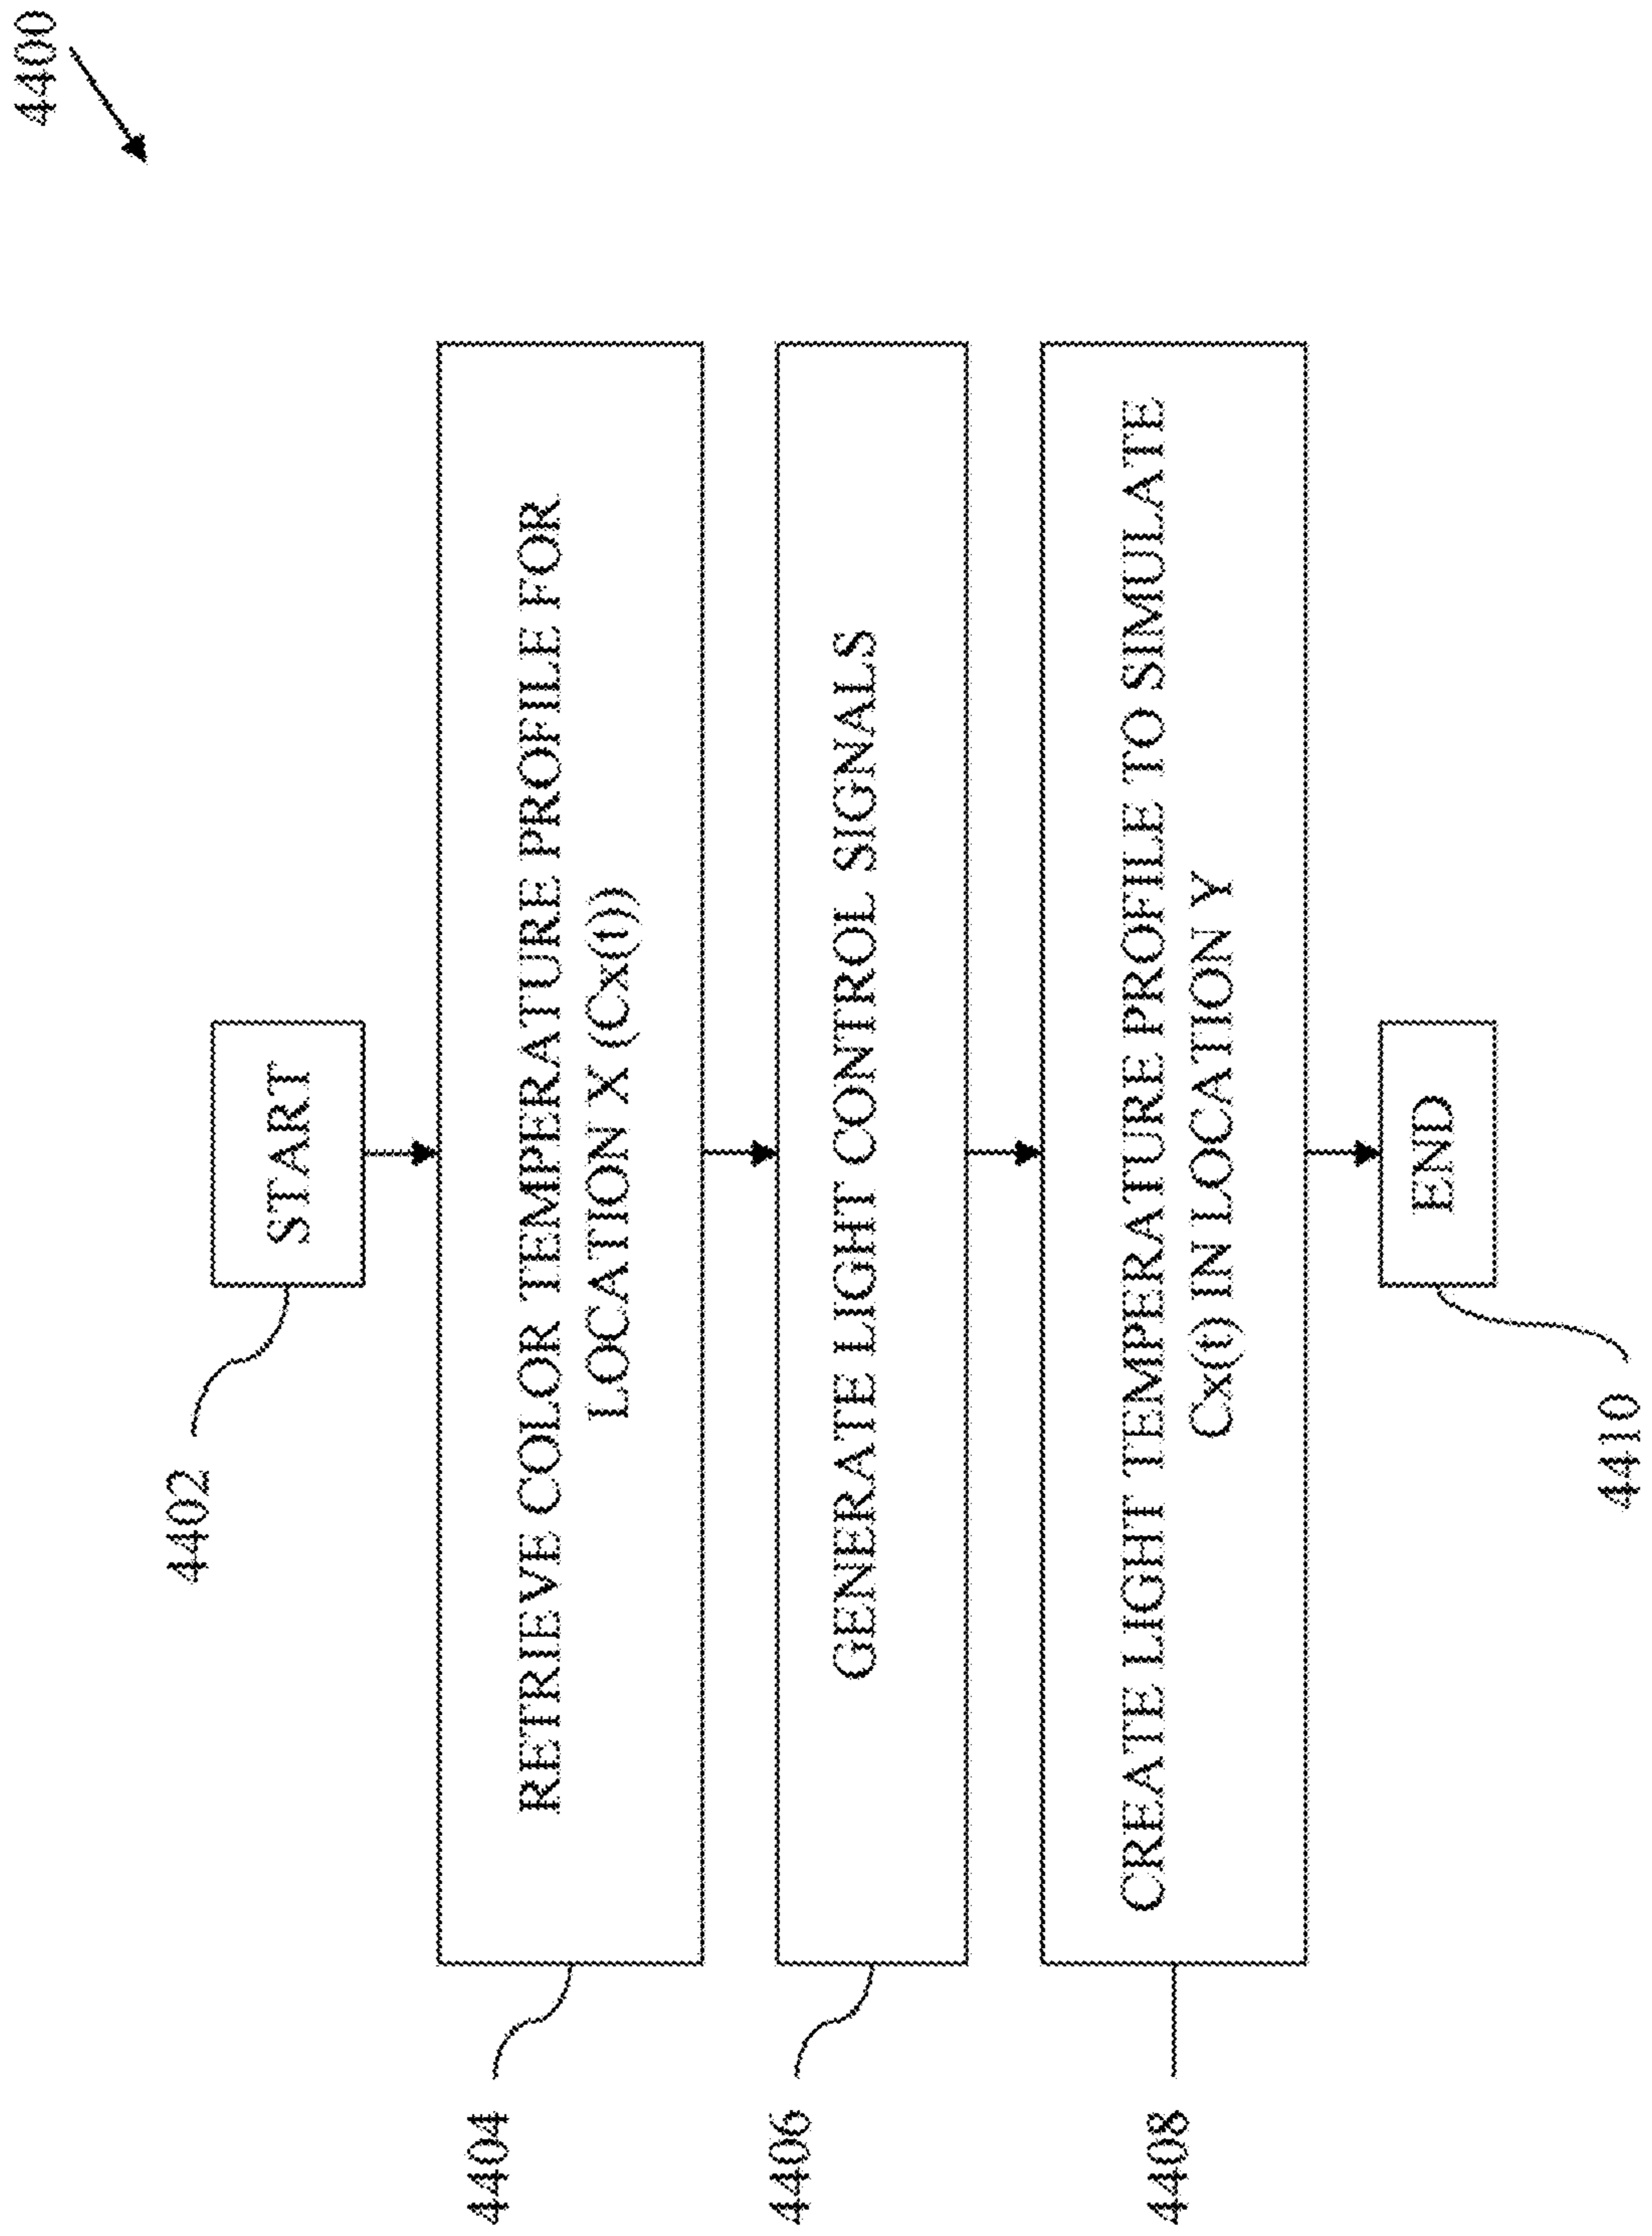 4400
4402
START
4404
RETRIEVE COLOR TEMPERATURE PROFILE FOR
LOCATION X (Cx(t))
4406
GENERATE LIGHT CONTROL SIGNALS
4408
CREATE LIGHT TEMPERATURE PROFILE TO SIMULATE
Cx(t) IN LOCATION Y
4410
END